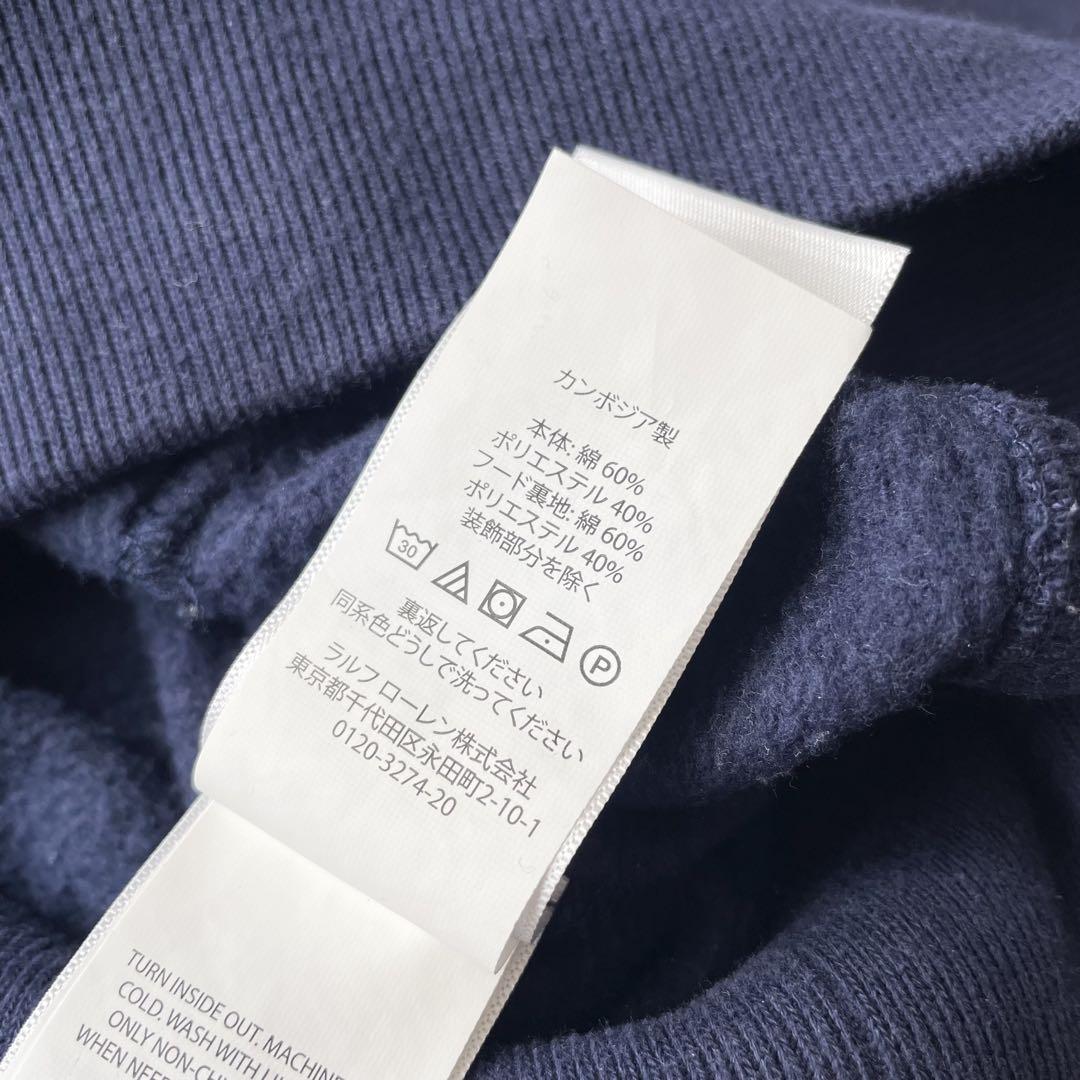 カンボジア製
本体: 綿 60%
ポリエステル 40%
フード裏地: 綿 60%
ポリエステル 40%
装飾部分を除く
30 P
裏返してください
同系色どうしで洗ってください
ラルフ ローレン株式会社
東京都千代田区永田町2-10-1
0120-3274-20
TURN INSIDE OUT. MACHINE
COLD. WASH WITH
ONLY NON-
WHEN